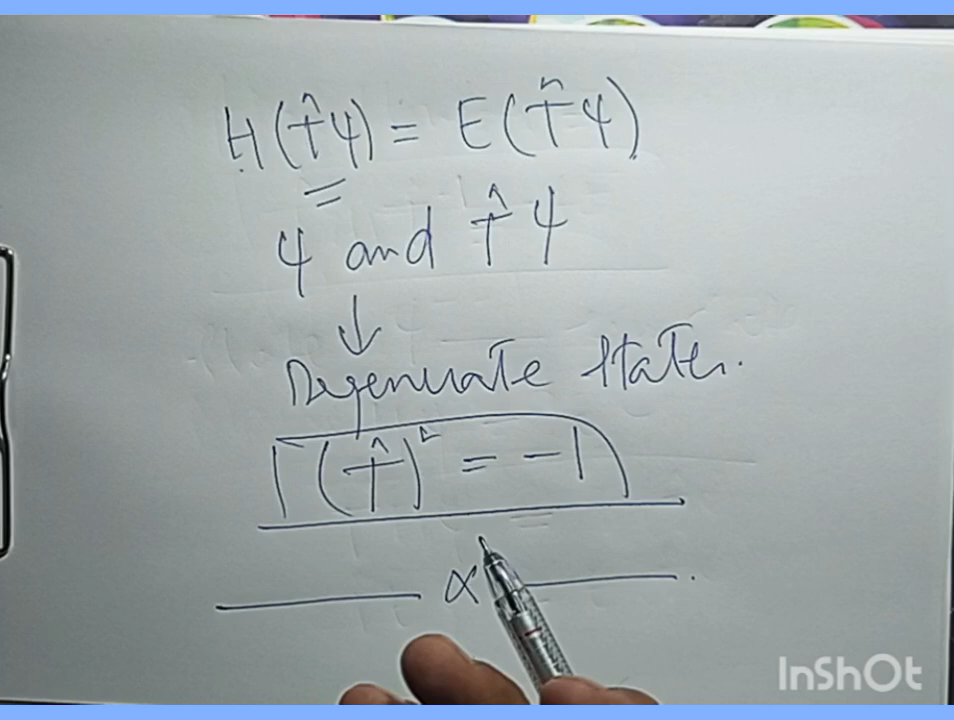 H(T̂ψ) = E(T̂ψ)
ψ and T̂ψ
↓
Degenerate states.
(T̂)² = -1
α
InShOt